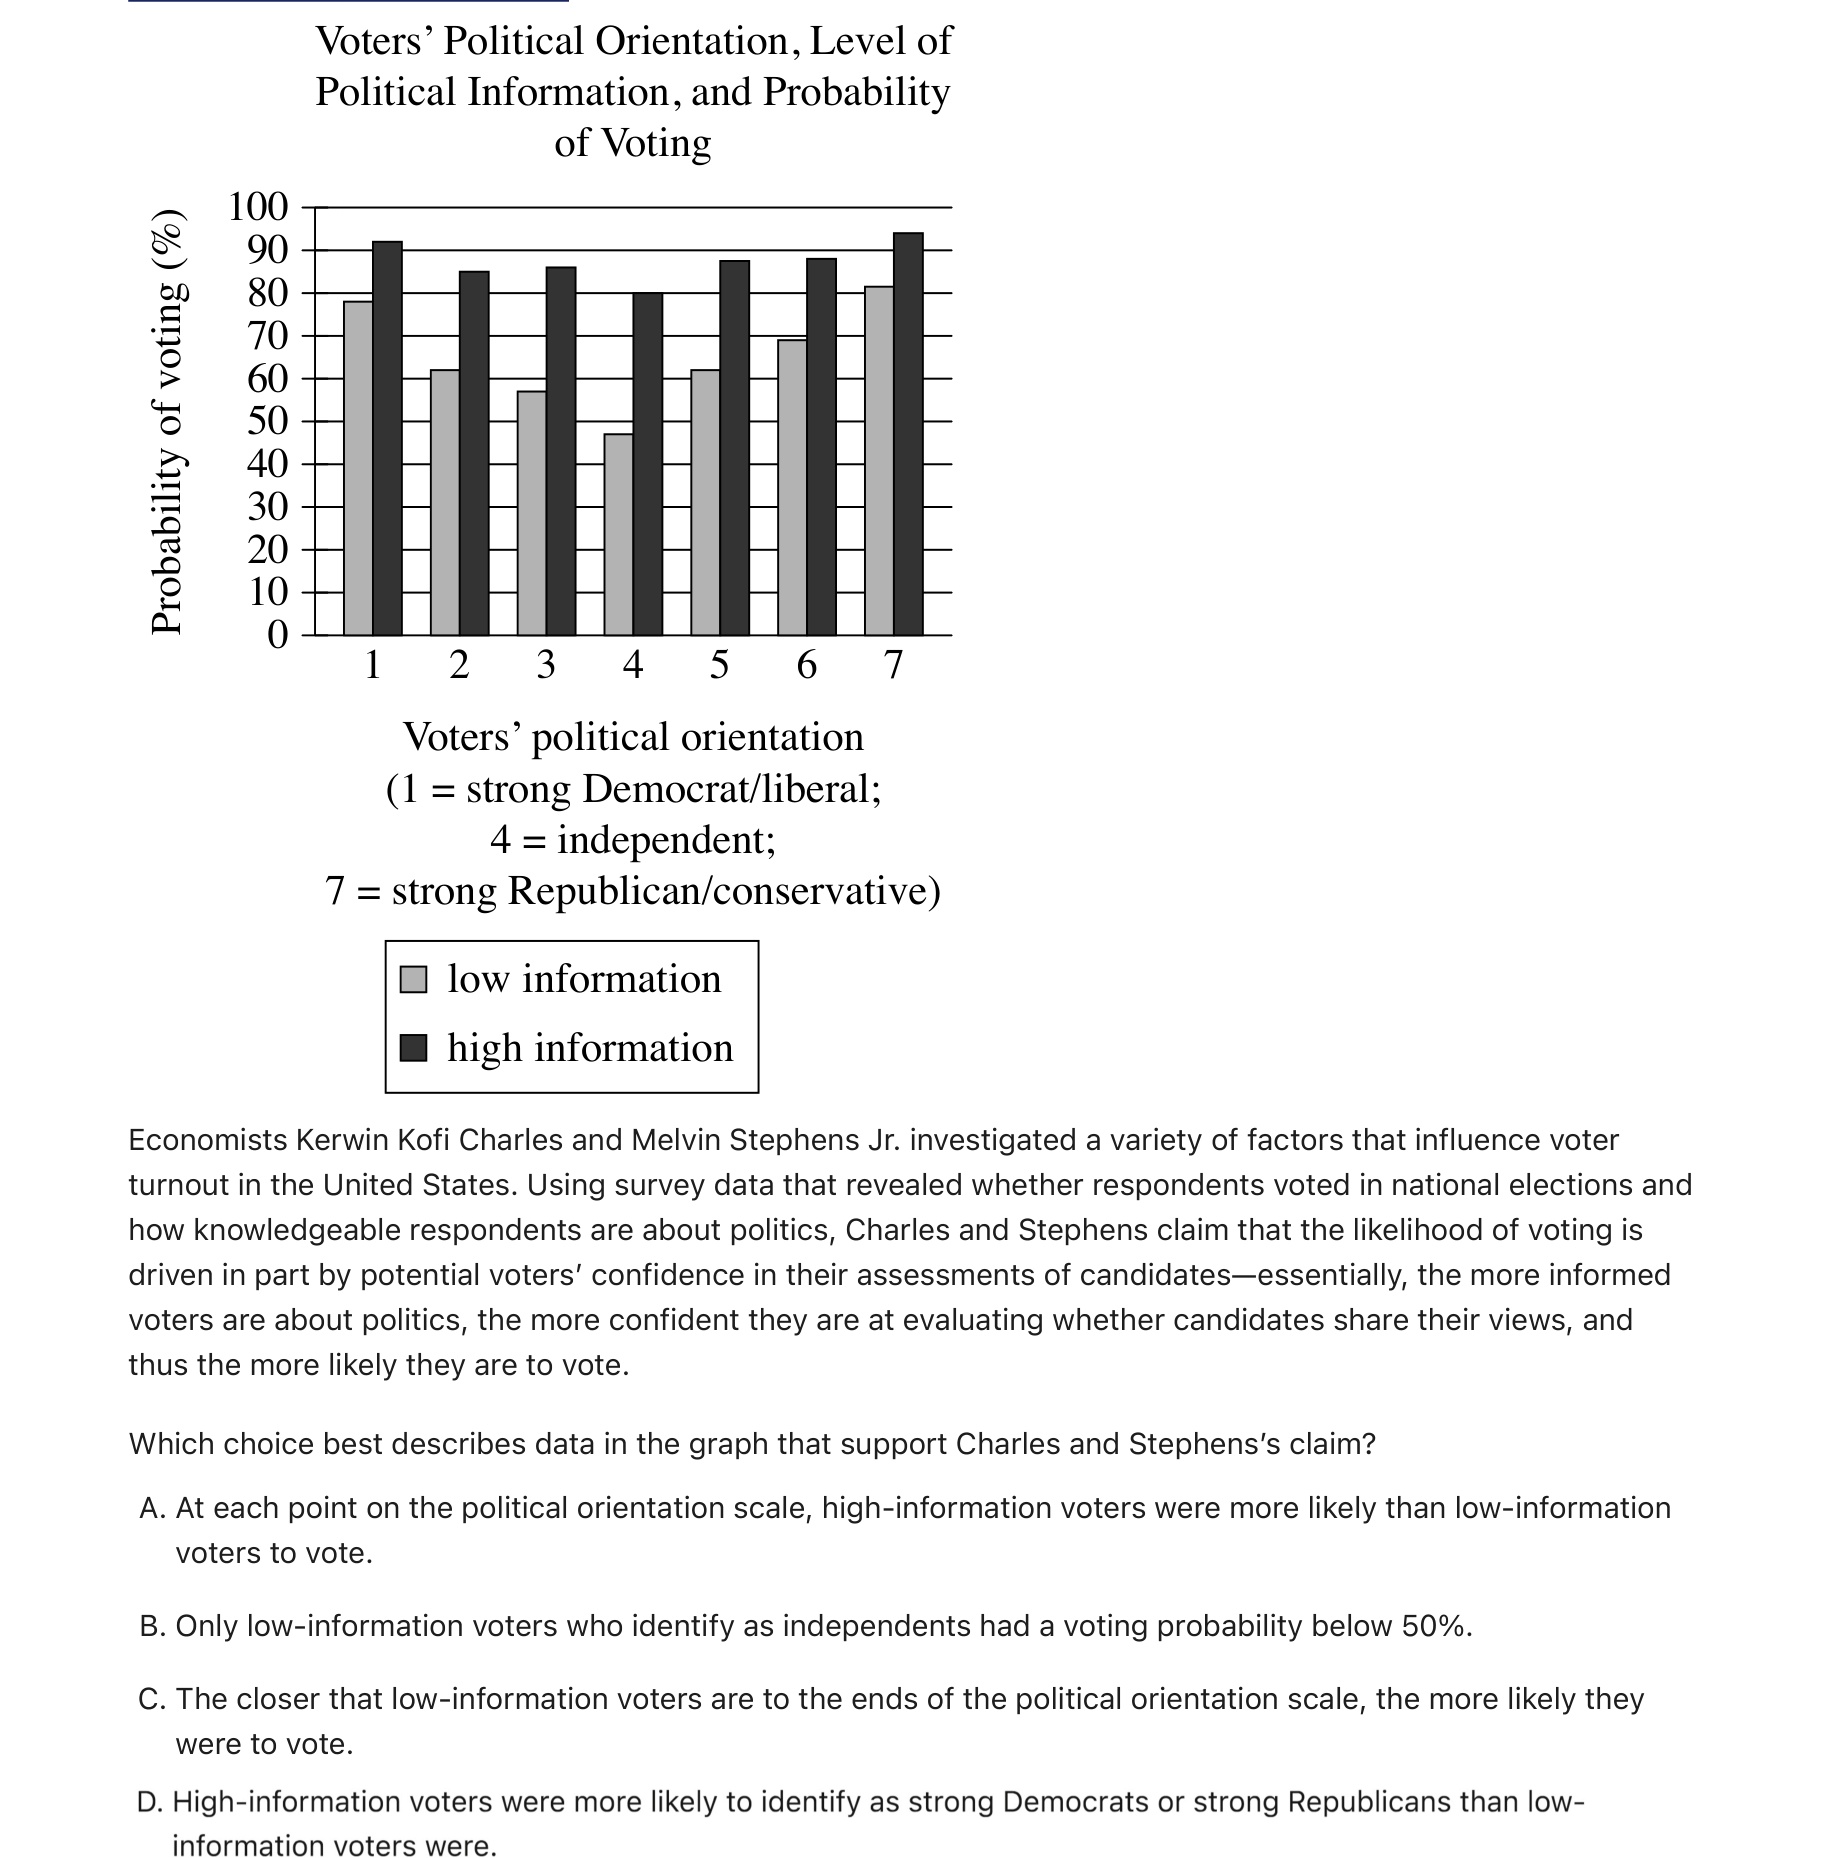 Voters’ Political Orientation, Level of
Political Information, and Probability
of Voting
Probability of voting (%)
100
90
80
70
60
50
40
30
20
10
0
1 2 3 4 5 6 7
Voters’ political orientation
(1 = strong Democrat/liberal;
4 = independent;
7 = strong Republican/conservative)
low information
high information
Economists Kerwin Kofi Charles and Melvin Stephens Jr. investigated a variety of factors that influence voter
turnout in the United States. Using survey data that revealed whether respondents voted in national elections and
how knowledgeable respondents are about politics, Charles and Stephens claim that the likelihood of voting is
driven in part by potential voters’ confidence in their assessments of candidates—essentially, the more informed
voters are about politics, the more confident they are at evaluating whether candidates share their views, and
thus the more likely they are to vote.
Which choice best describes data in the graph that support Charles and Stephens’s claim?
A. At each point on the political orientation scale, high-information voters were more likely than low-information
voters to vote.
B. Only low-information voters who identify as independents had a voting probability below 50%.
C. The closer that low-information voters are to the ends of the political orientation scale, the more likely they
were to vote.
D. High-information voters were more likely to identify as strong Democrats or strong Republicans than low-
information voters were.